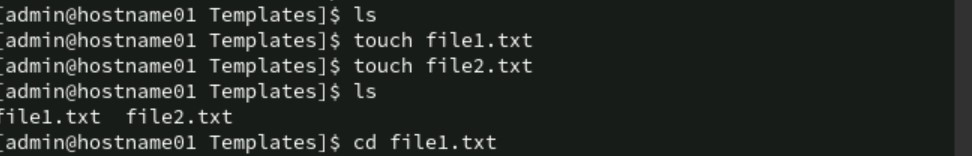 [admin@hostname01 Templates]$ ls
[admin@hostname01 Templates]$ touch file1.txt
[admin@hostname01 Templates]$ touch file2.txt
[admin@hostname01 Templates]$ ls
file1.txt  file2.txt
[admin@hostname01 Templates]$ cd file1.txt